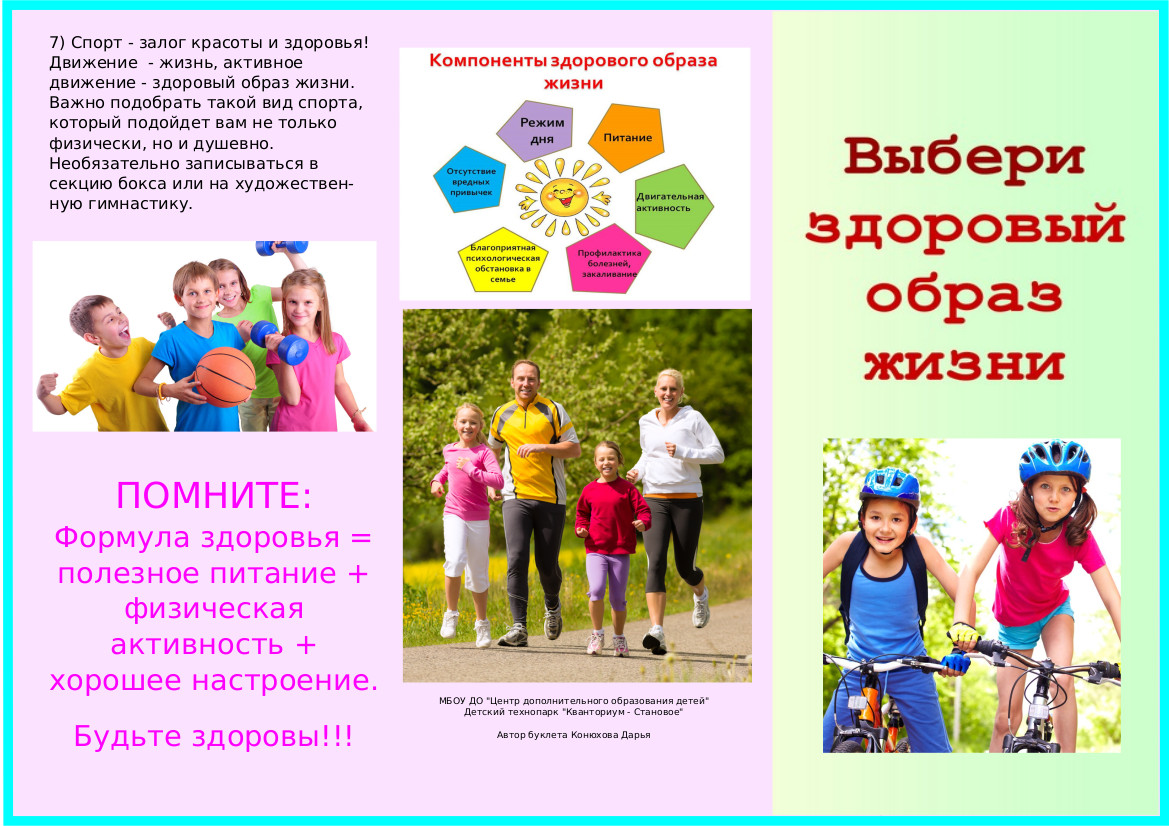 7) Спорт - залог красоты и здоровья!
Движение  - жизнь, активное
движение - здоровый образ жизни.
Важно подобрать такой вид спорта,
который подойдет вам не только
физически, но и душевно.
Необязательно записываться в
секцию бокса или на художествен-
ную гимнастику.
ПОМНИТЕ:
Формула здоровья =
полезное питание +
физическая
активность +
хорошее настроение.
Будьте здоровы!!!
Компоненты здорового образа
жизни
Режим
дня
Питание
Отсутствие
вредных
привычек
Двигательная
активность
Благоприятная
психологическая
обстановка в
семье
Профилактика
болезней,
закаливание
МБОУ ДО "Центр дополнительного образования детей"
Детский технопарк "Кванториум - Становое"
Автор буклета Конюхова Дарья
Выбери
здоровый
образ
жизни